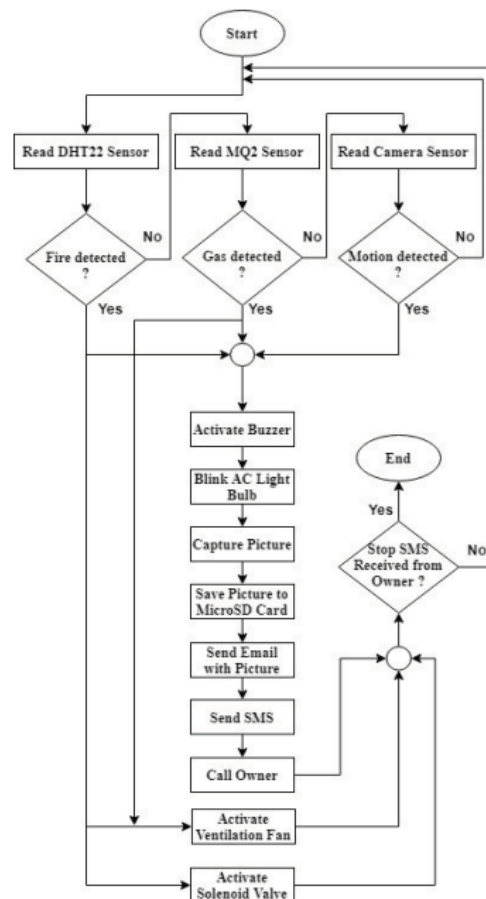 Start
Read DHT22 Sensor
Read MQ2 Sensor
Read Camera Sensor
Fire detected
?
No
Yes
Gas detected
?
No
Yes
Motion detected
?
No
Yes
Activate Buzzer
Blink AC Light
Bulb
Capture Picture
Save Picture to
MicroSD Card
Send Email
with Picture
Send SMS
Call Owner
Activate
Ventilation Fan
Activate
Solenoid Valve
End
Yes
Stop SMS
Received from
Owner ?
No